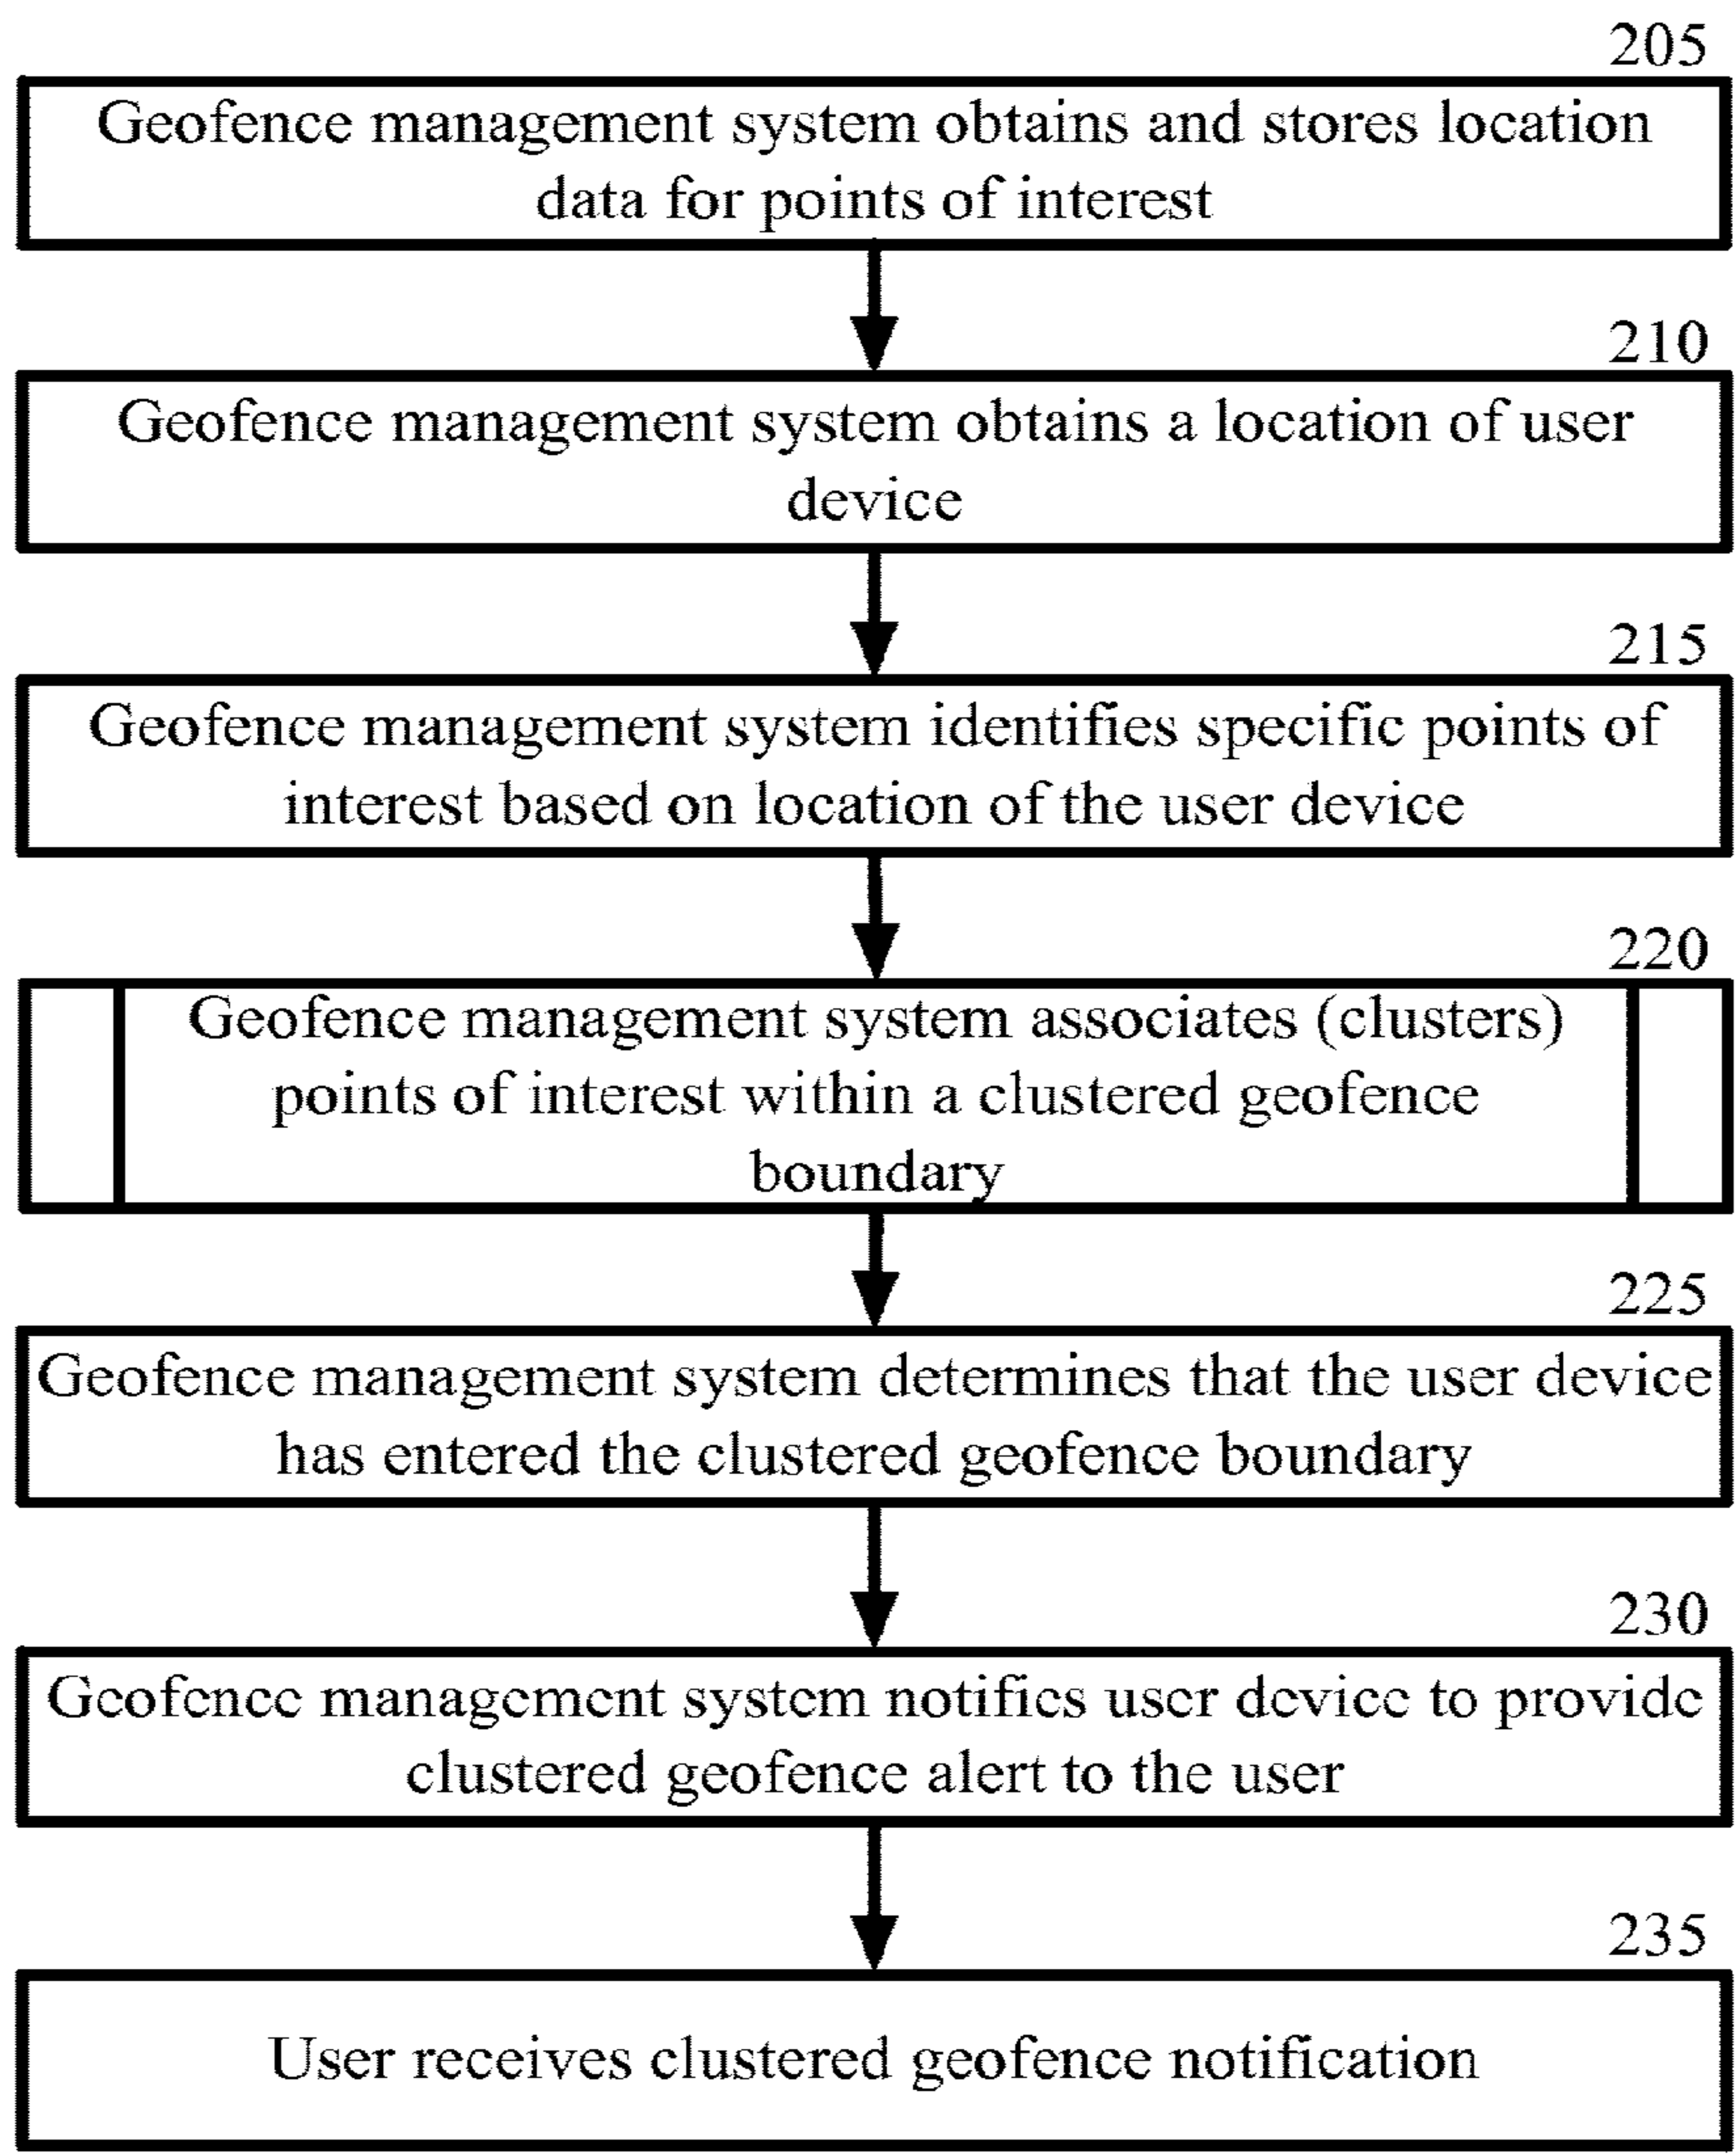 205
Geofence management system obtains and stores location
data for points of interest
210
Geofence management system obtains a location of user
device
215
Geofence management system identifies specific points of
interest based on location of the user device
220
Geofence management system associates (clusters)
points of interest within a clustered geofence
boundary
225
Geofence management system determines that the user device
has entered the clustered geofence boundary
230
Geofence management system notifies user device to provide
clustered geofence alert to the user
235
User receives clustered geofence notification